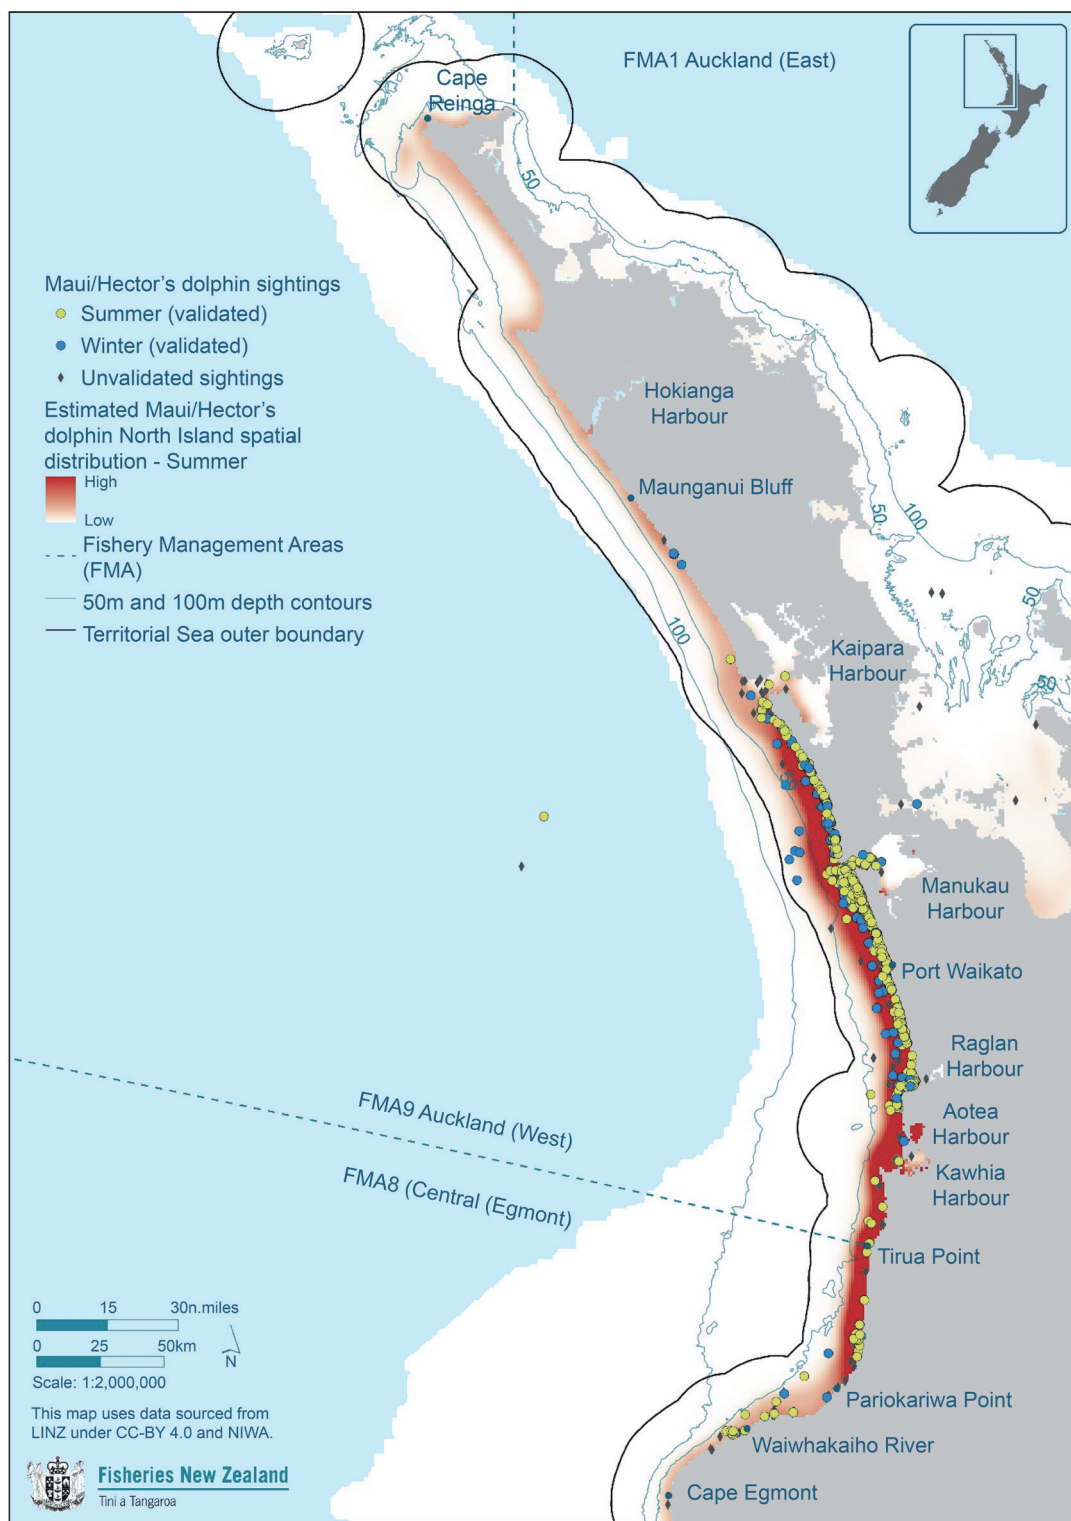 FMA1 Auckland (East)
Cape
Reinga
50
Maui/Hector's dolphin sightings
Summer (validated)
Winter (validated)
Unvalidated sightings
Estimated Maui/Hector's
dolphin North Island spatial
distribution - Summer
High
Low
Fishery Management Areas
(FMA)
50m and 100m depth contours
Territorial Sea outer boundary
Hokianga
Harbour
Maunganui Bluff
50
100
100
50
50
Kaipara
Harbour
Manukau
Harbour
Port Waikato
Raglan
Harbour
Aotea
Harbour
Kawhia
Harbour
FMA9 Auckland (West)
FMA8 (Central (Egmont)
Tirua Point
0 15 30n.miles
0 25 50km
N
Scale: 1:2,000,000
This map uses data sourced from
LINZ under CC-BY 4.0 and NIWA.
Fisheries New Zealand
Tini a Tangaroa
Pariokariwa Point
Waiwhakaiho River
Cape Egmont